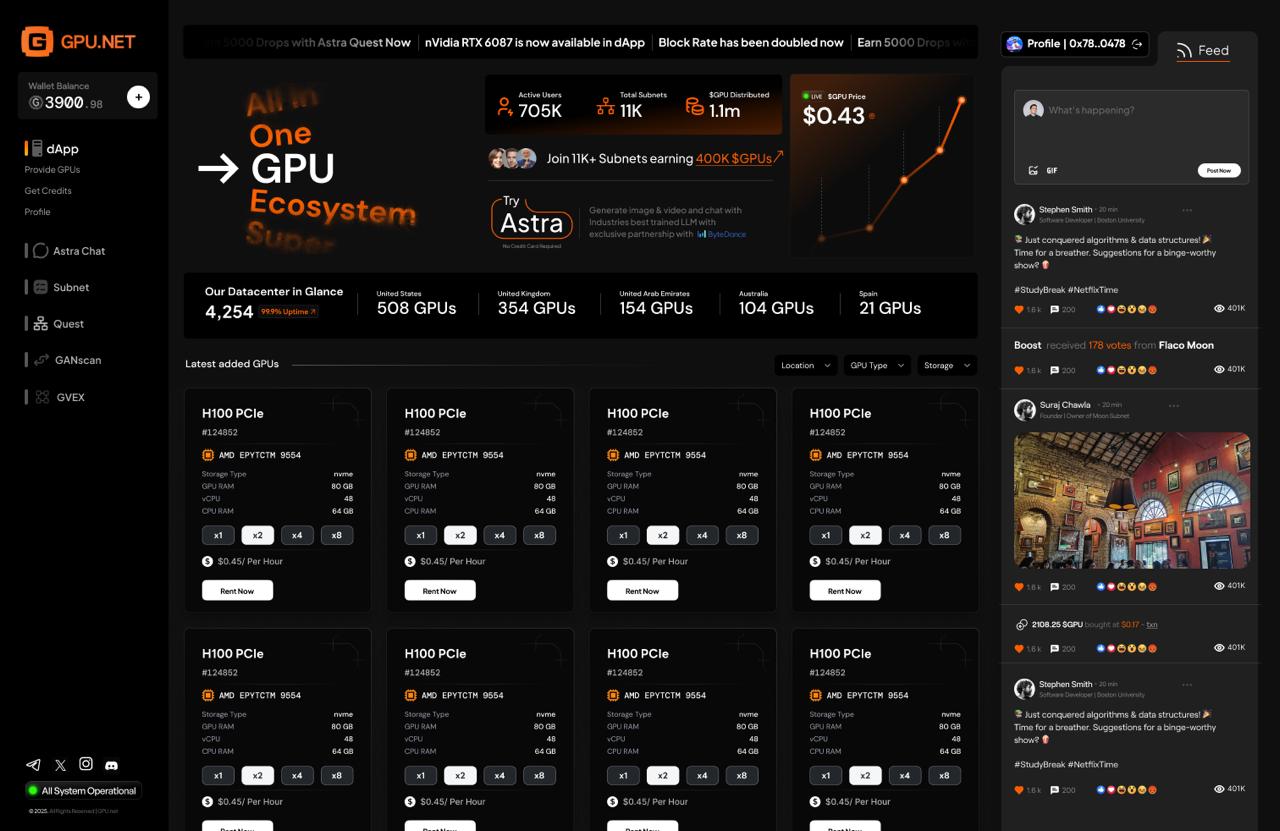 GPU.NET
Wallet Balance
3900.98
dApp
Provide GPUs
Get Credits
Profile
Astra Chat
Subnet
Quest
GANscan
GVEX
All System Operational
© 2025. All Rights Reserved | GPU.net
5000 Drops with Astra Quest Now
nVidia RTX 6087 is now available in dApp
Block Rate has been doubled now
Earn 5000 Drops with
All in
One
→ GPU
Ecosystem
Super
Active Users
705K
Total Subnets
11K
$GPU Distributed
1.1m
Join 11K+ Subnets earning 400K $GPUs
Try
Astra
No Credit Card Required
Generate image & video and chat with
Industries best trained LLM with
exclusive partnership with ByteDance
LIVE $GPU Price
$0.43
Our Datacenter in Glance
4,254 99.9% Uptime
United States
508 GPUs
United Kingdom
354 GPUs
United Arab Emirates
154 GPUs
Australia
104 GPUs
Spain
21 GPUs
Latest added GPUs
Location
GPU Type
Storage
H100 PCIe
#124852
AMD EPYTCTM 9554
Storage Type nvme
GPU RAM 80 GB
vCPU 48
CPU RAM 64 GB
x1 x2 x4 x8
$0.45/ Per Hour
Rent Now
H100 PCIe
#124852
AMD EPYTCTM 9554
Storage Type nvme
GPU RAM 80 GB
vCPU 48
CPU RAM 64 GB
x1 x2 x4 x8
$0.45/ Per Hour
Rent Now
H100 PCIe
#124852
AMD EPYTCTM 9554
Storage Type nvme
GPU RAM 80 GB
vCPU 48
CPU RAM 64 GB
x1 x2 x4 x8
$0.45/ Per Hour
Rent Now
H100 PCIe
#124852
AMD EPYTCTM 9554
Storage Type nvme
GPU RAM 80 GB
vCPU 48
CPU RAM 64 GB
x1 x2 x4 x8
$0.45/ Per Hour
Rent Now
H100 PCIe
#124852
AMD EPYTCTM 9554
Storage Type nvme
GPU RAM 80 GB
vCPU 48
CPU RAM 64 GB
x1 x2 x4 x8
$0.45/ Per Hour
Rent Now
H100 PCIe
#124852
AMD EPYTCTM 9554
Storage Type nvme
GPU RAM 80 GB
vCPU 48
CPU RAM 64 GB
x1 x2 x4 x8
$0.45/ Per Hour
Rent Now
H100 PCIe
#124852
AMD EPYTCTM 9554
Storage Type nvme
GPU RAM 80 GB
vCPU 48
CPU RAM 64 GB
x1 x2 x4 x8
$0.45/ Per Hour
Rent Now
H100 PCIe
#124852
AMD EPYTCTM 9554
Storage Type nvme
GPU RAM 80 GB
vCPU 48
CPU RAM 64 GB
x1 x2 x4 x8
$0.45/ Per Hour
Rent Now
Profile | 0x78..0478
Feed
What's happening?
GIF
Post Now
Stephen Smith • 20 min
Software Developer | Boston University
📚 Just conquered algorithms & data structures! 🎉
Time for a breather. Suggestions for a binge-worthy
show? 🍿
#StudyBreak #NetflixTime
1.6 k 200 401K
Boost received 178 votes from Flaco Moon
1.6 k 200 401K
Suraj Chawla • 20 min
Founder | Owner of Moon Subnet
1.6 k 200 401K
2108.25 $GPU bought at $0.17 ~ txn
1.6 k 200 401K
Stephen Smith • 20 min
Software Developer | Boston University
📚 Just conquered algorithms & data structures! 🎉
Time for a breather. Suggestions for a binge-worthy
show? 🍿
#StudyBreak #NetflixTime
1.6 k 200 401K